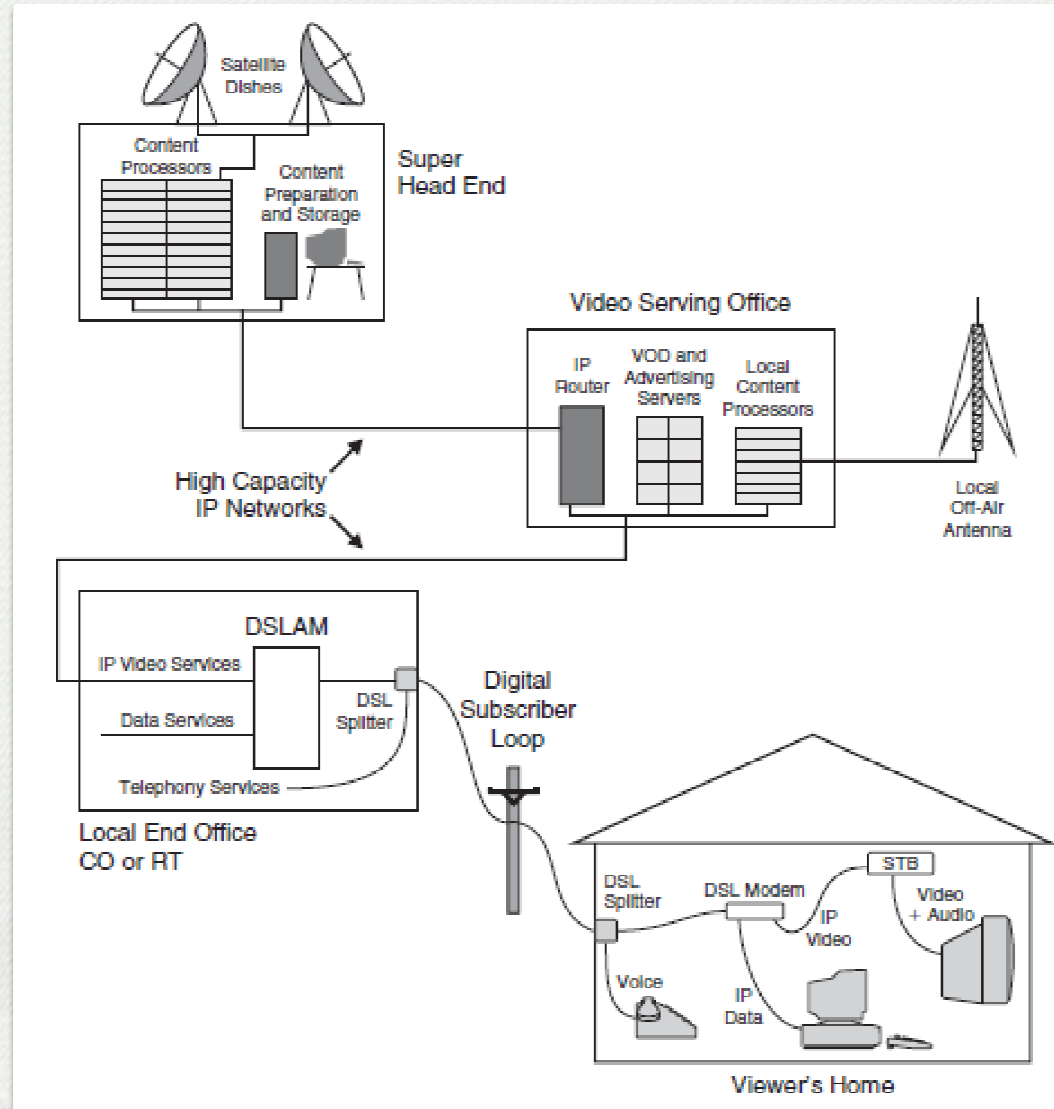 Satellite
Dishes
Content
Processors
Content
Preparation
and Storage
Super
Head End
Video Serving Office
IP
Router
VOD and
Advertising
Servers
Local
Content
Processors
High Capacity
IP Networks
Local
Off-Air
Antenna
DSLAM
IP Video Services
Data Services
DSL
Splitter
Telephony Services
Local End Office
CO or RT
Digital
Subscriber
Loop
DSL
Splitter
DSL Modem
STB
Video
+ Audio
IP
Video
Voice
IP
Data
Viewer's Home